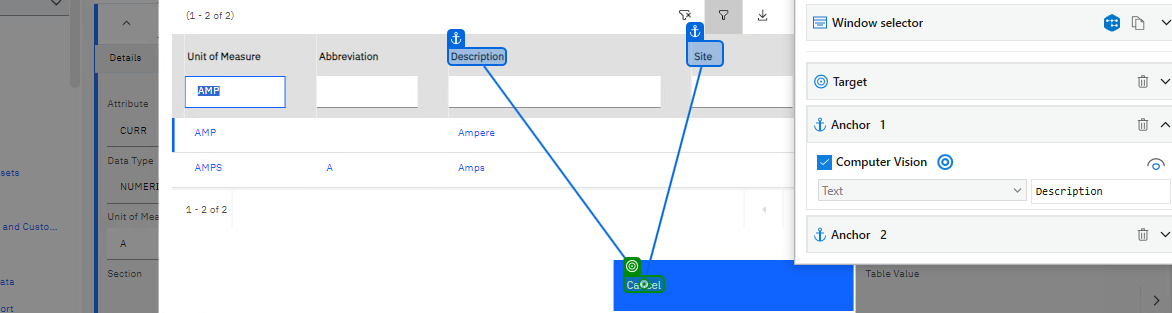 (1 - 2 of 2)
Window selector
Details
Unit of Measure
Abbreviation
Description
Site
Target
AMP
Attribute
CURR
AMP
Ampere
Anchor 1
Data Type
Computer Vision
sets
NUMERI
AMPS
A
Amps
Text
Description
Unit of Mea
1 - 2 of 2
and Custo...
A
Anchor 2
Section
Table Value
ata
Cancel
ort